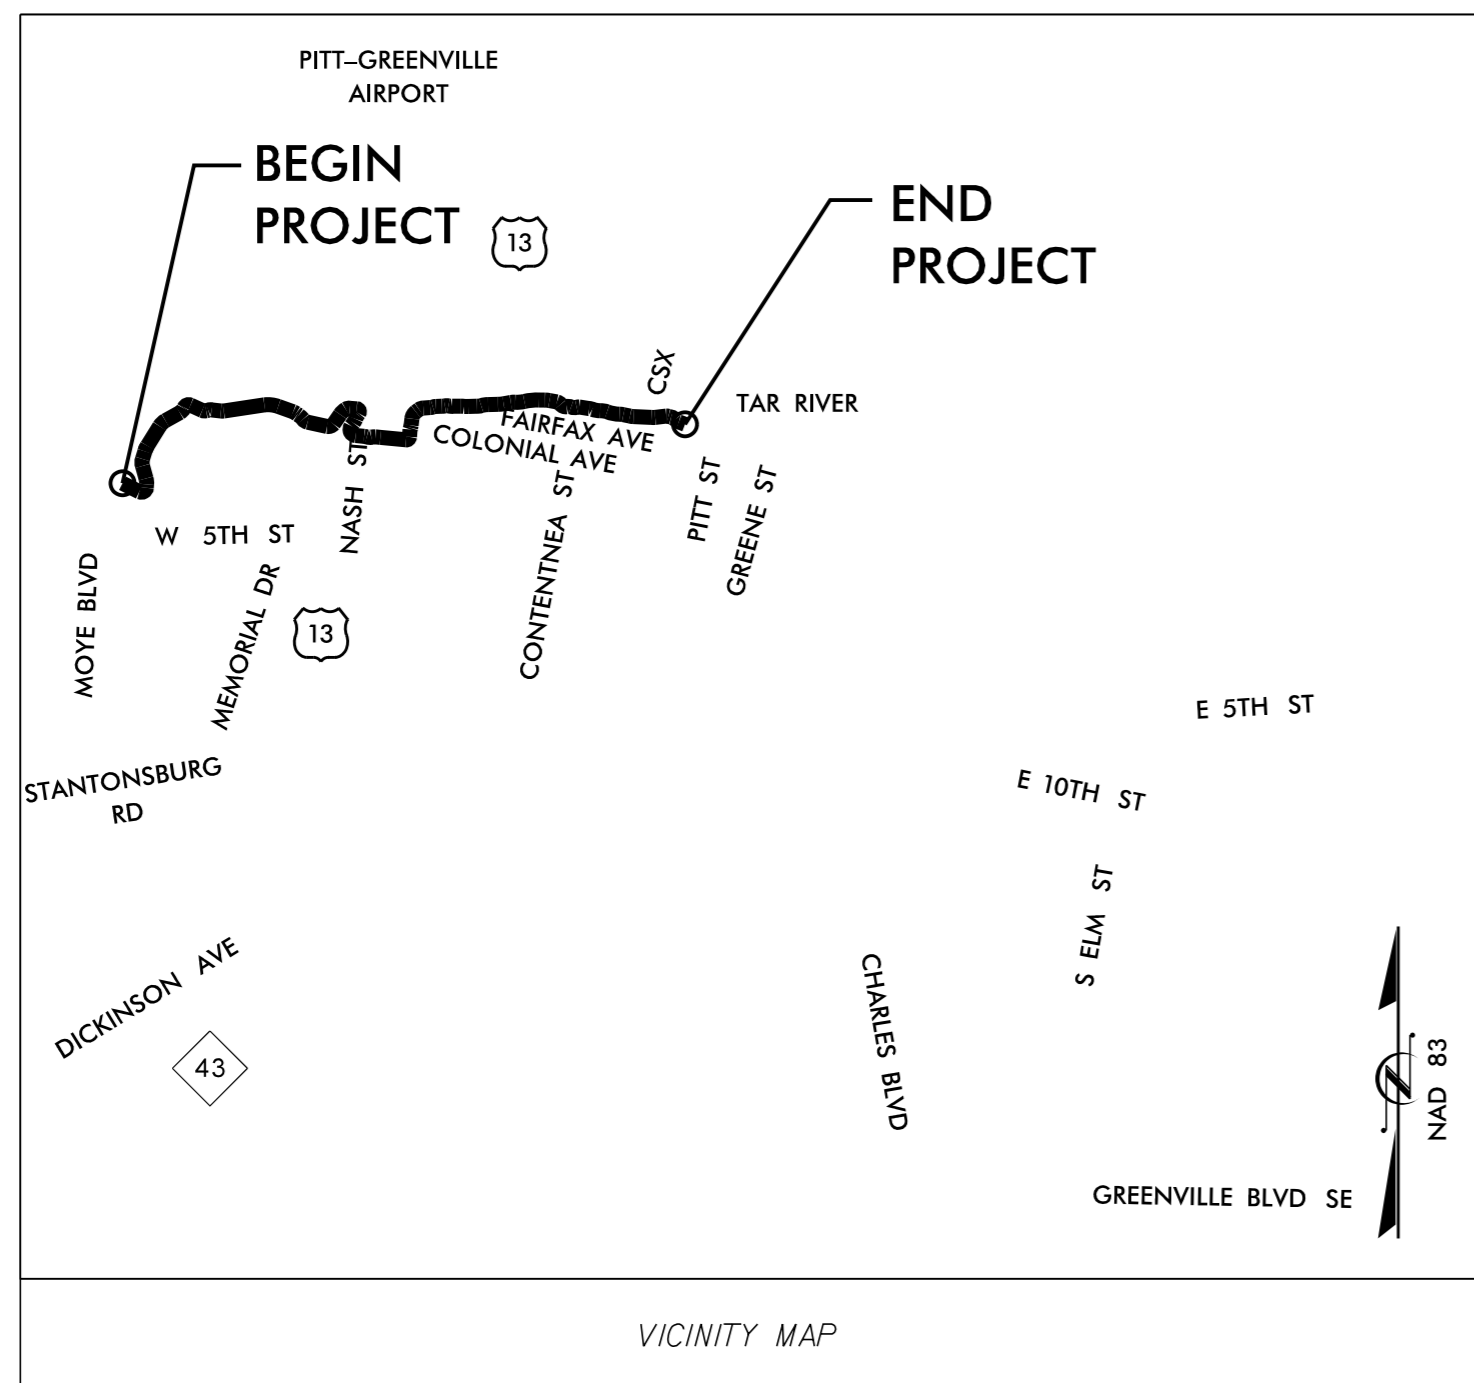 PITT–GREENVILLE
AIRPORT
BEGIN
PROJECT
13
END
PROJECT
CSX
TAR RIVER
FAIRFAX AVE
COLONIAL AVE
NASH ST
CONTENTNEA ST
PITT ST
GREENE ST
W 5TH ST
MOYE BLVD
MEMORIAL DR
13
STANTONSBURG
RD
E 5TH ST
E 10TH ST
S ELM ST
DICKINSON AVE
43
CHARLES BLVD
N
NAD 83
GREENVILLE BLVD SE
VICINITY MAP